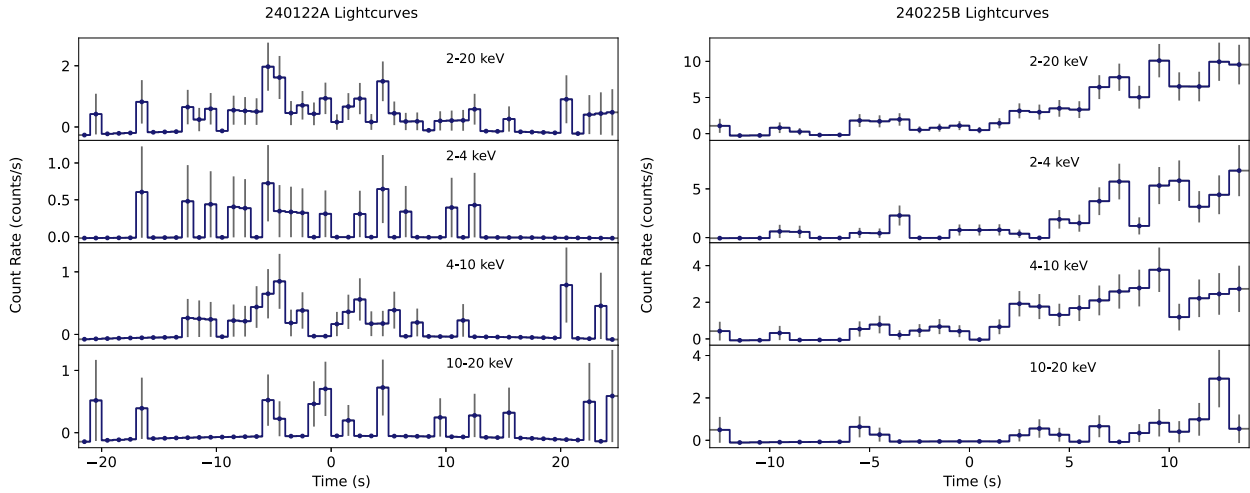 240122A Lightcurves
Count Rate (counts/s)
2-20 keV
2
0
2-4 keV
1.0
0.5
0.0
4-10 keV
1
0
10-20 keV
1
0
−20 −10 0 10 20
Time (s)
240225B Lightcurves
Count Rate (counts/s)
2-20 keV
10
5
0
2-4 keV
5
0
4-10 keV
4
2
0
10-20 keV
4
2
0
−10 −5 0 5 10
Time (s)